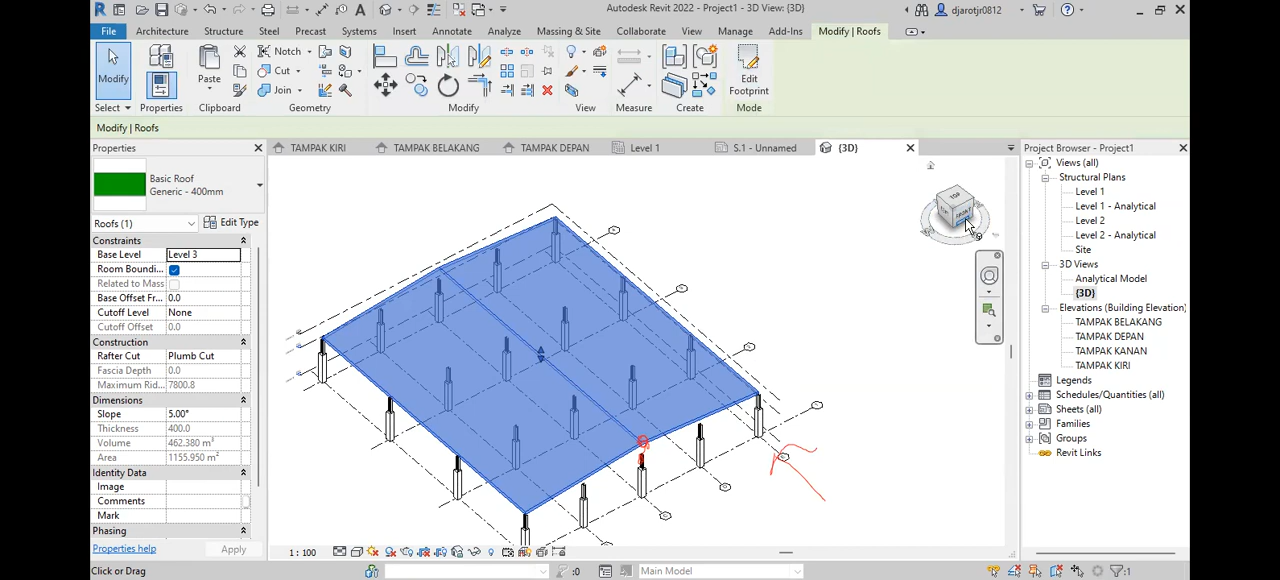 Autodesk Revit 2022 - Project1 - 3D View: {3D}
djarotjr0812
File Architecture Structure Steel Precast Systems Insert Annotate Analyze Massing & Site Collaborate View Manage Add-Ins Modify | Roofs
Modify
Paste
Notch
Cut
Join
Edit
Footprint
Select Properties Clipboard Geometry Modify View Measure Create Mode
Modify | Roofs
Properties
TAMPAK KIRI
TAMPAK BELAKANG
TAMPAK DEPAN
Level 1
S.1 - Unnamed
{3D}
Project Browser - Project1
Basic Roof
Generic - 400mm
Roofs (1)
Edit Type
Constraints
Base Level Level 3
Room Boundi...
Related to Mass
Base Offset Fr... 0.0
Cutoff Level None
Cutoff Offset 0.0
Construction
Rafter Cut Plumb Cut
Fascia Depth 0.0
Maximum Rid... 7800.8
Dimensions
Slope 5.00°
Thickness 400.0
Volume 462.380 m³
Area 1155.950 m²
Identity Data
Image
Comments
Mark
Phasing
Properties help
Apply
TOP
FRONT
Views (all)
Structural Plans
Level 1
Level 1 - Analytical
Level 2
Level 2 - Analytical
Site
3D Views
Analytical Model
{3D}
Elevations (Building Elevation)
TAMPAK BELAKANG
TAMPAK DEPAN
TAMPAK KANAN
TAMPAK KIRI
Legends
Schedules/Quantities (all)
Sheets (all)
Families
Groups
Revit Links
1 : 100
Click or Drag
:0
Main Model
:1